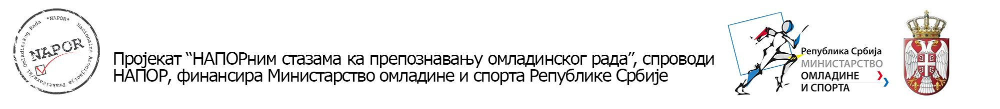 *NAPOR* Nacionalna Asocijacija Praktičara/ki Omladinskog Rada
NAPOR
Пројекат “НАПОРним стазама ка препознавању омладинског рада”, спроводи
НАПОР, финансира Министарство омладине и спорта Републике Србије
Република Србија
МИНИСТАРСТВО
ОМЛАДИНЕ
И СПОРТА